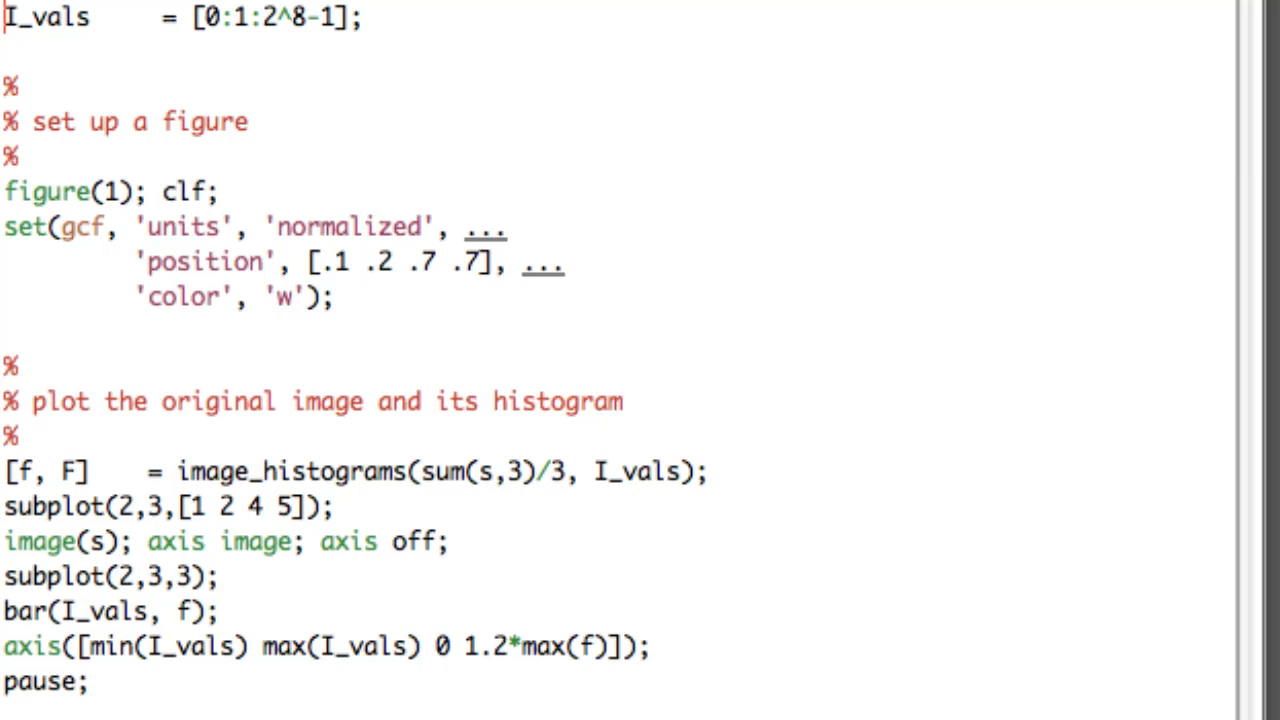 I_vals     = [0:1:2^8-1];
%
% set up a figure
%
figure(1); clf;
set(gcf, 'units', 'normalized', ...
         'position', [.1 .2 .7 .7], ...
         'color', 'w');
%
% plot the original image and its histogram
%
[f, F]    = image_histograms(sum(s,3)/3, I_vals);
subplot(2,3,[1 2 4 5]);
image(s); axis image; axis off;
subplot(2,3,3);
bar(I_vals, f);
axis([min(I_vals) max(I_vals) 0 1.2*max(f)]);
pause;